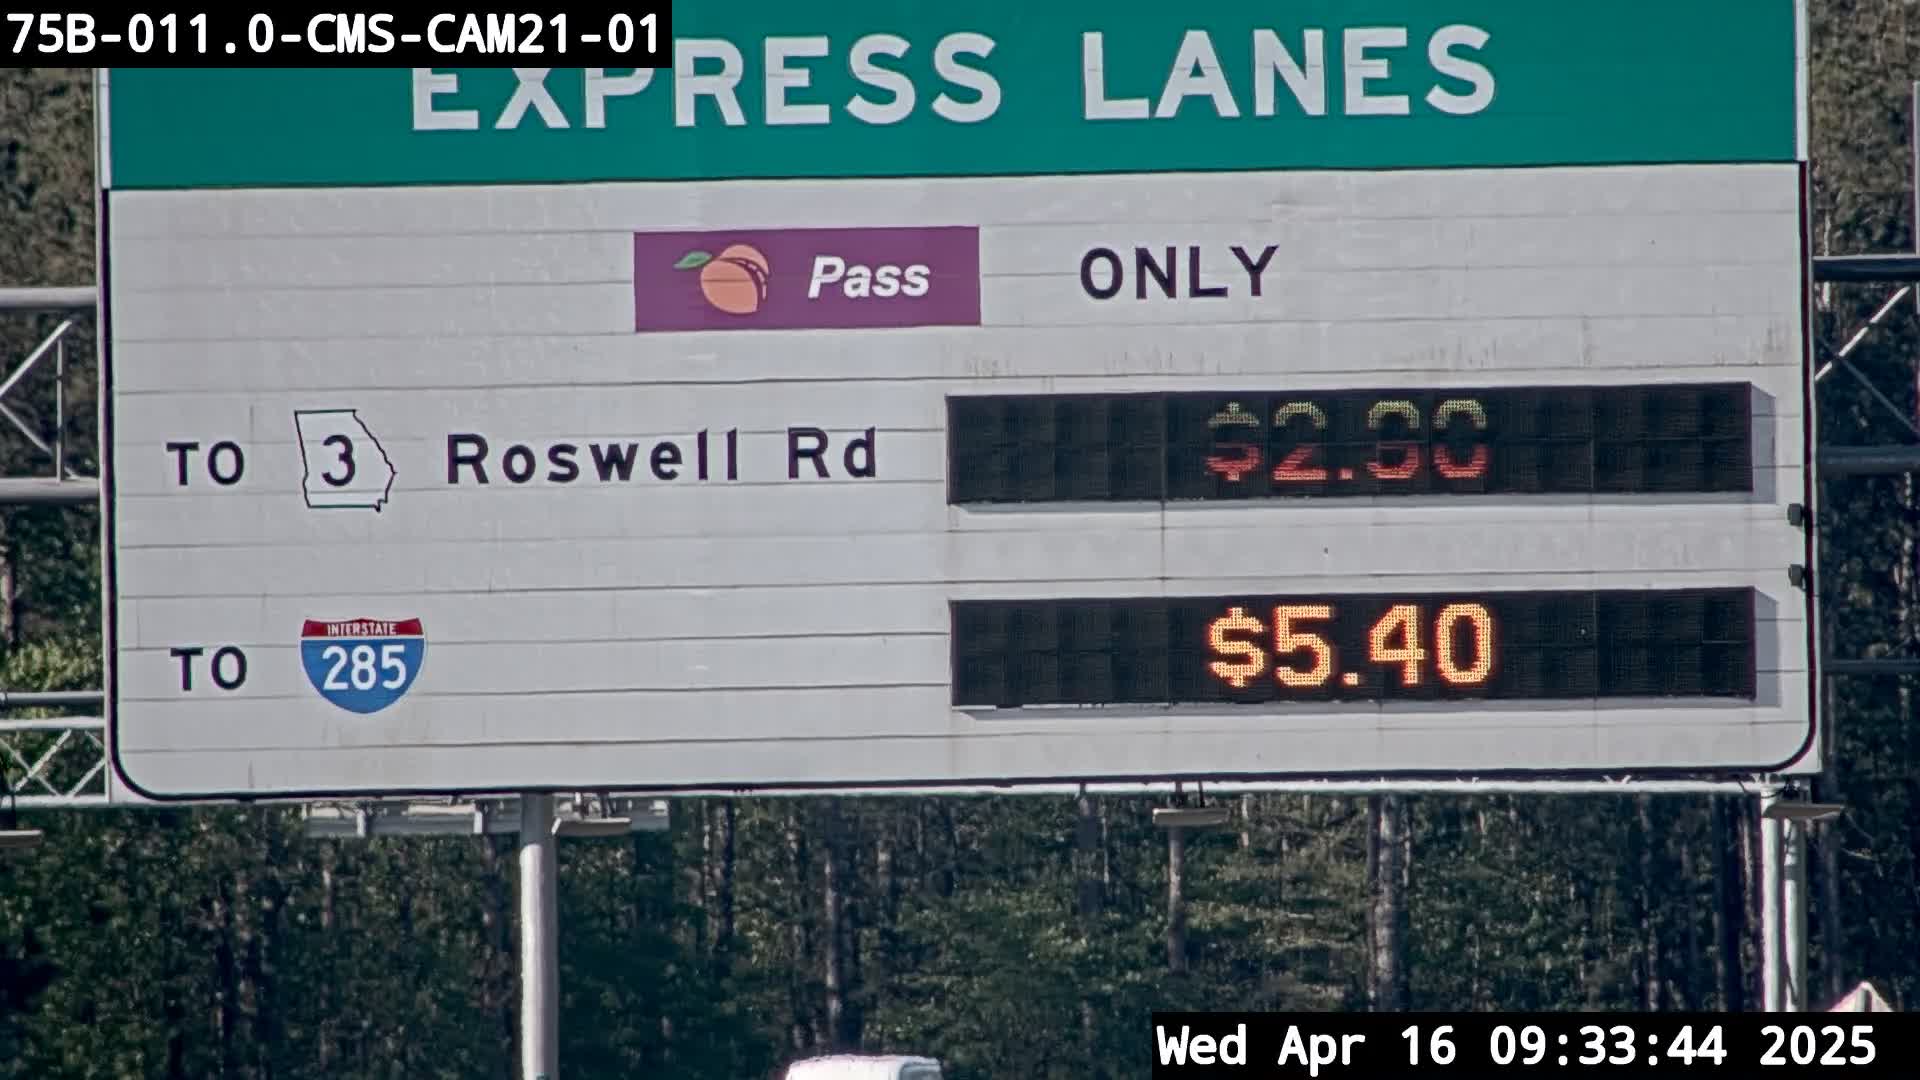 75B-011.0-CMS-CAM21-01
EXPRESS LANES
Pass ONLY
TO 3 Roswell Rd
TO INTERSTATE 285 $5.40
Wed Apr 16 09:33:44 2025